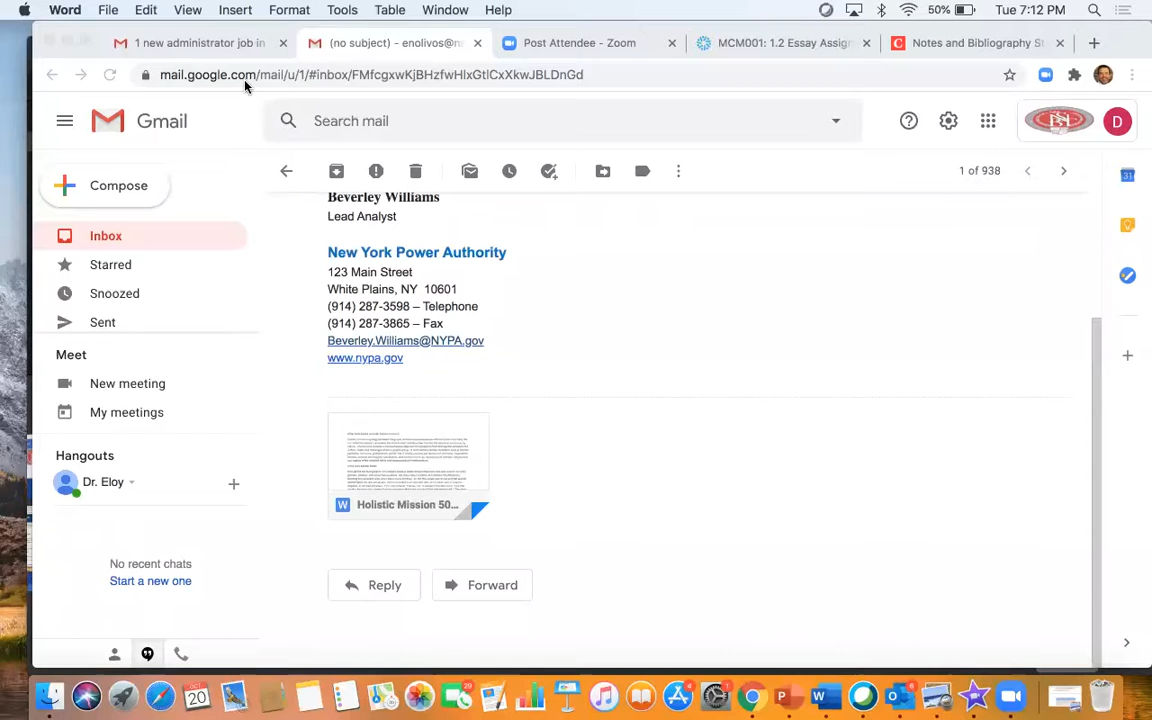 Word File Edit View Insert Format Tools Table Window Help 50% Tue 7:12 PM
1 new administrator job in
(no subject) - enolivos@n
Post Attendee - Zoom
MCM001: 1.2 Essay Assign
Notes and Bibliography St
mail.google.com/mail/u/1/#inbox/FMfcgxwKjBHzfwHlxGtlCxXkwJBLDnGd
Gmail
Search mail
D
Compose
1 of 938
31
Inbox
Starred
Snoozed
Sent
Meet
New meeting
My meetings
Hangouts
Dr. Eloy
No recent chats
Start a new one
Beverley Williams
Lead Analyst
New York Power Authority
123 Main Street
White Plains, NY 10601
(914) 287-3598 – Telephone
(914) 287-3865 – Fax
Beverley.Williams@NYPA.gov
www.nypa.gov
W Holistic Mission 50...
Reply
Forward
OCT
20